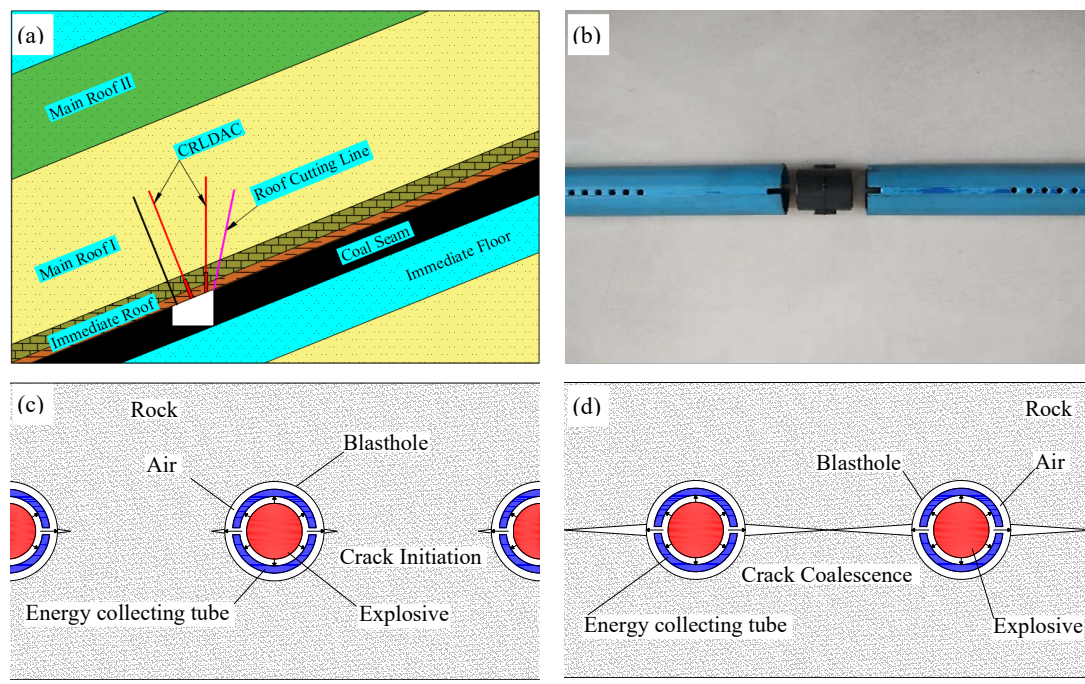 (a)
Main Roof II
CRLDAC
Roof Cutting Line
Main Roof I
Coal Seam
Immediate Floor
Immediate Roof
(b)
(c)
Rock
Blasthole
Air
Crack Initiation
Energy collecting tube
Explosive
(d)
Rock
Blasthole
Air
Crack Coalescence
Energy collecting tube
Explosive